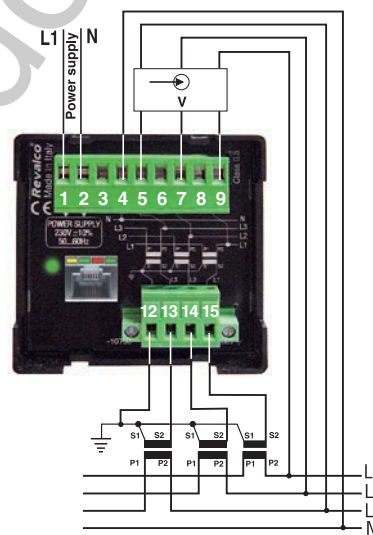 L1 N
Power supply
V
Revalco
Made in Italy
Class 0,5
1 2 3 4 5 6 7 8 9
POWER SUPPLY
230V ±10%
50...60Hz
N
L3
L2
L1
N
L3
L2
L1
12 13 14 15
S1 S2 S1 S2 S1 S2
P1 P2 P1 P2 P1 P2
L
L
L
N